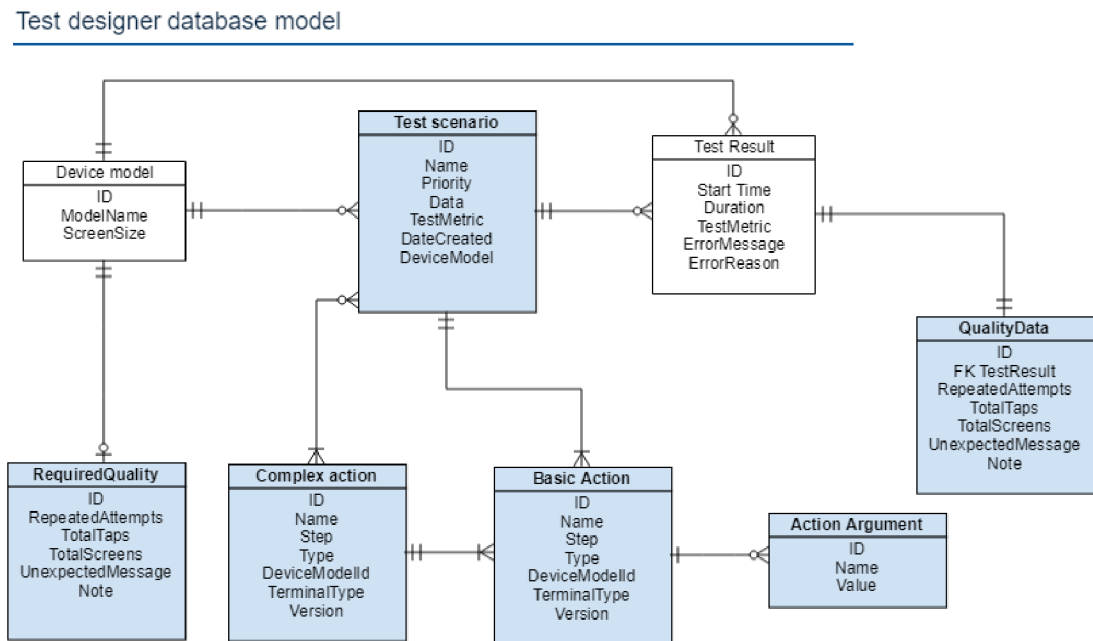 Test designer database model
Test scenario
ID
Name
Priority
Data
TestMetric
DateCreated
DeviceModel
Test Result
ID
Start Time
Duration
TestMetric
ErrorMessage
ErrorReason
Device model
ID
ModelName
ScreenSize
QualityData
ID
FK TestResult
RepeatedAttempts
TotalTaps
TotalScreens
UnexpectedMessage
Note
RequiredQuality
ID
RepeatedAttempts
TotalTaps
TotalScreens
UnexpectedMessage
Note
Complex action
ID
Name
Step
Type
DeviceModelId
TerminalType
Version
Basic Action
ID
Name
Step
Type
DeviceModelId
TerminalType
Version
Action Argument
ID
Name
Value